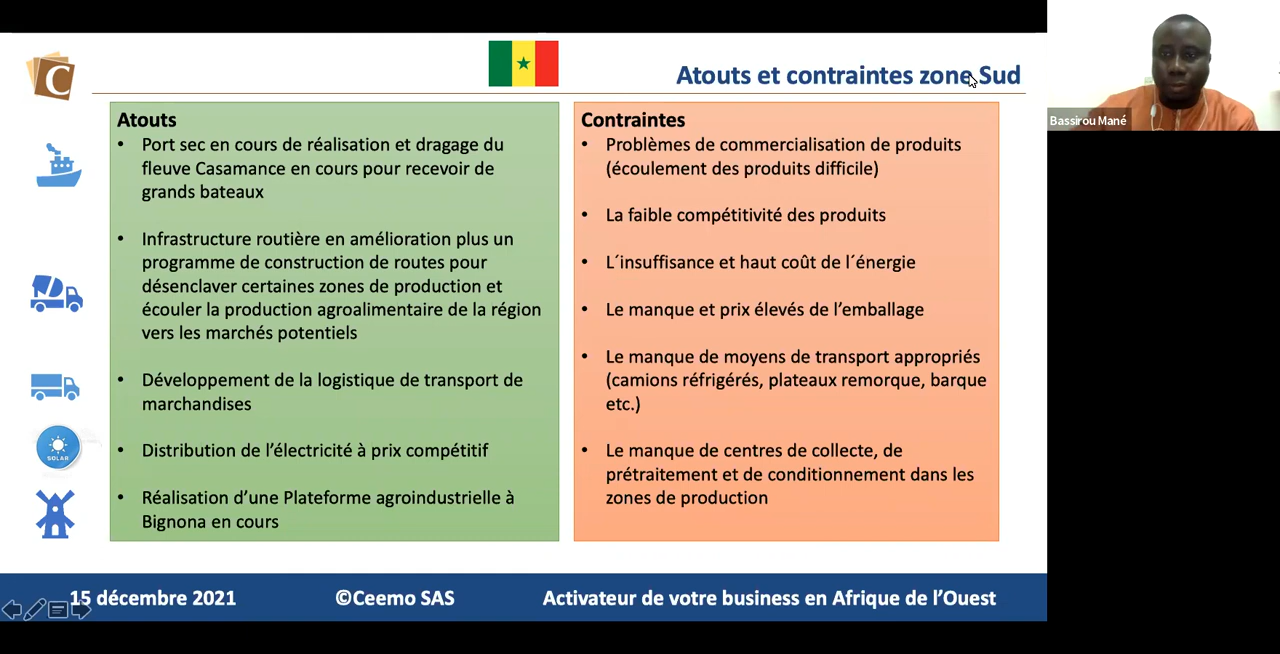 C
Atouts et contraintes zone Sud
Atouts
• Port sec en cours de réalisation et dragage du
fleuve Casamance en cours pour recevoir de
grands bateaux
• Infrastructure routière en amélioration plus un
programme de construction de routes pour
désenclaver certaines zones de production et
écouler la production agroalimentaire de la région
vers les marchés potentiels
• Développement de la logistique de transport de
marchandises
• Distribution de l’électricité à prix compétitif
• Réalisation d’une Plateforme agroindustrielle à
Bignona en cours
SOLAR
Contraintes
• Problèmes de commercialisation de produits
(écoulement des produits difficile)
• La faible compétitivité des produits
• L´insuffisance et haut coût de l´énergie
• Le manque et prix élevés de l’emballage
• Le manque de moyens de transport appropriés
(camions réfrigérés, plateaux remorque, barque
etc.)
• Le manque de centres de collecte, de
prétraitement et de conditionnement dans les
zones de production
15 décembre 2021
©Ceemo SAS
Activateur de votre business en Afrique de l’Ouest
Bassirou Mané